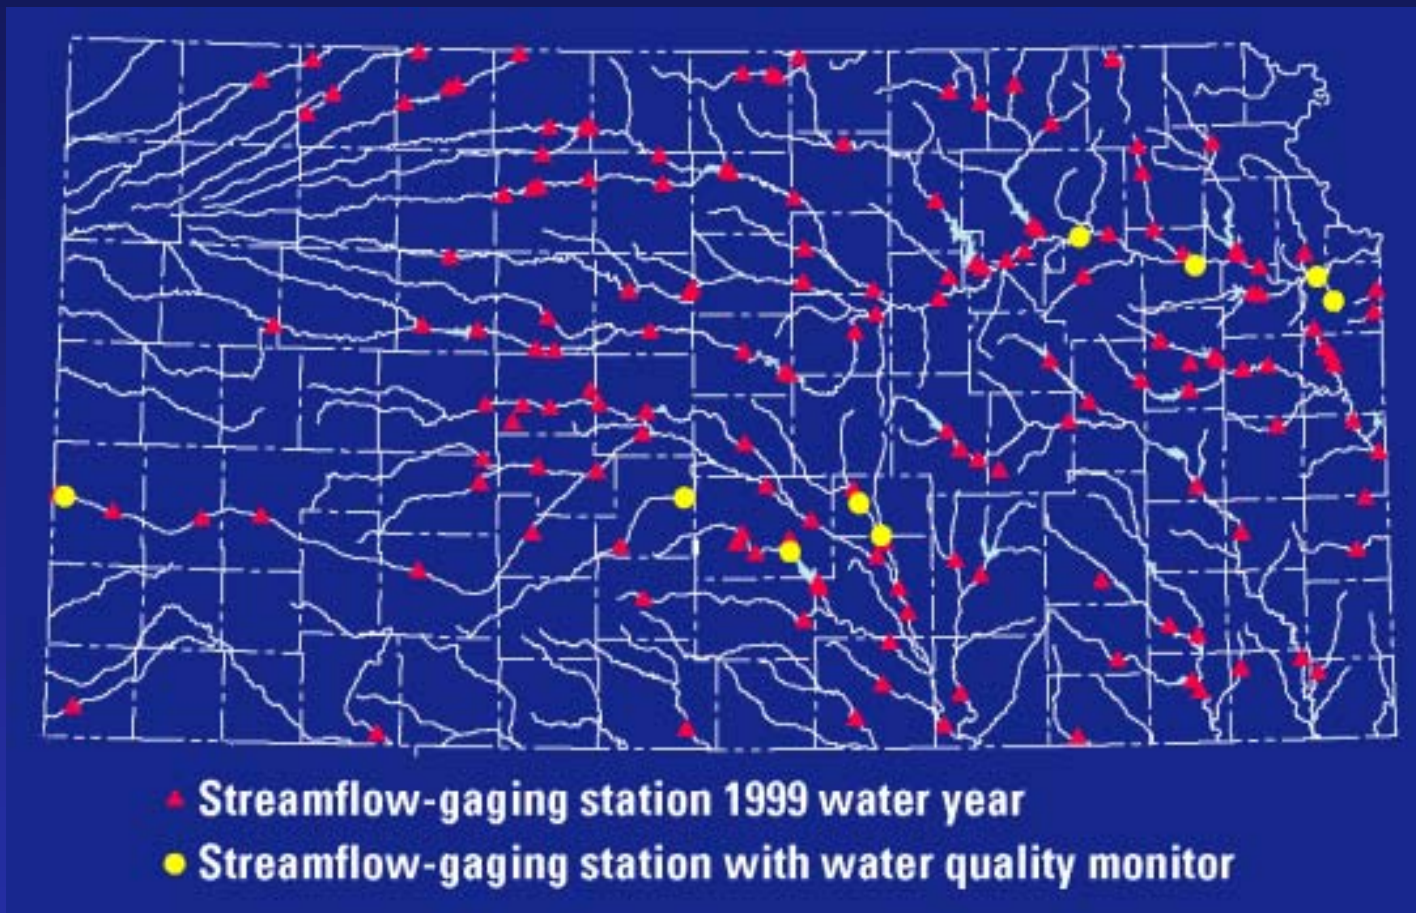 Streamflow-gaging station 1999 water year
Streamflow-gaging station with water quality monitor